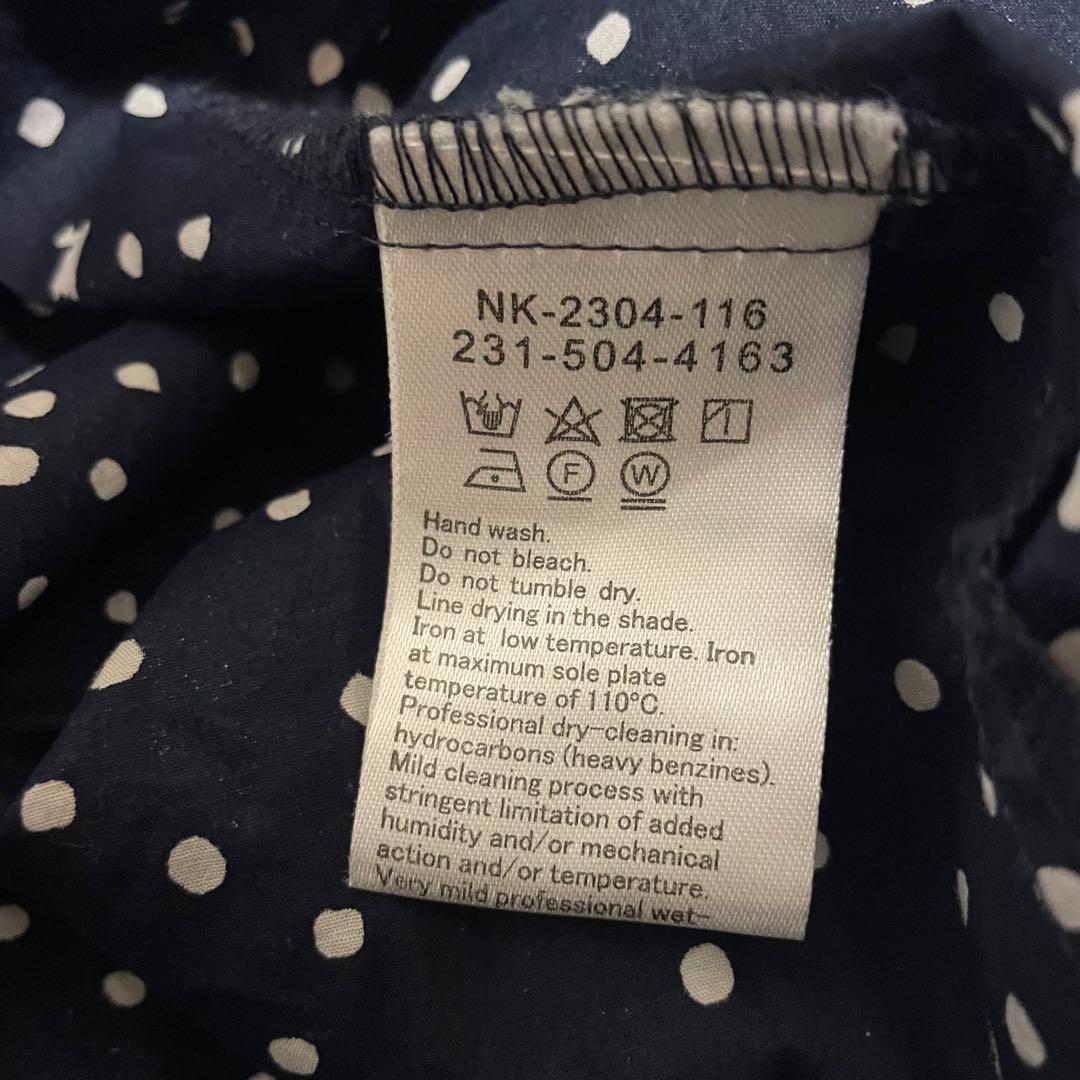 NK-2304-116
231-504-4163
F W
Hand wash.
Do not bleach.
Do not tumble dry.
Line drying in the shade.
Iron at low temperature. Iron
at maximum sole plate
temperature of 110°C.
Professional dry-cleaning in:
hydrocarbons (heavy benzines).
Mild cleaning process with
stringent limitation of added
humidity and/or mechanical
action and/or temperature.
Very mild professional wet-